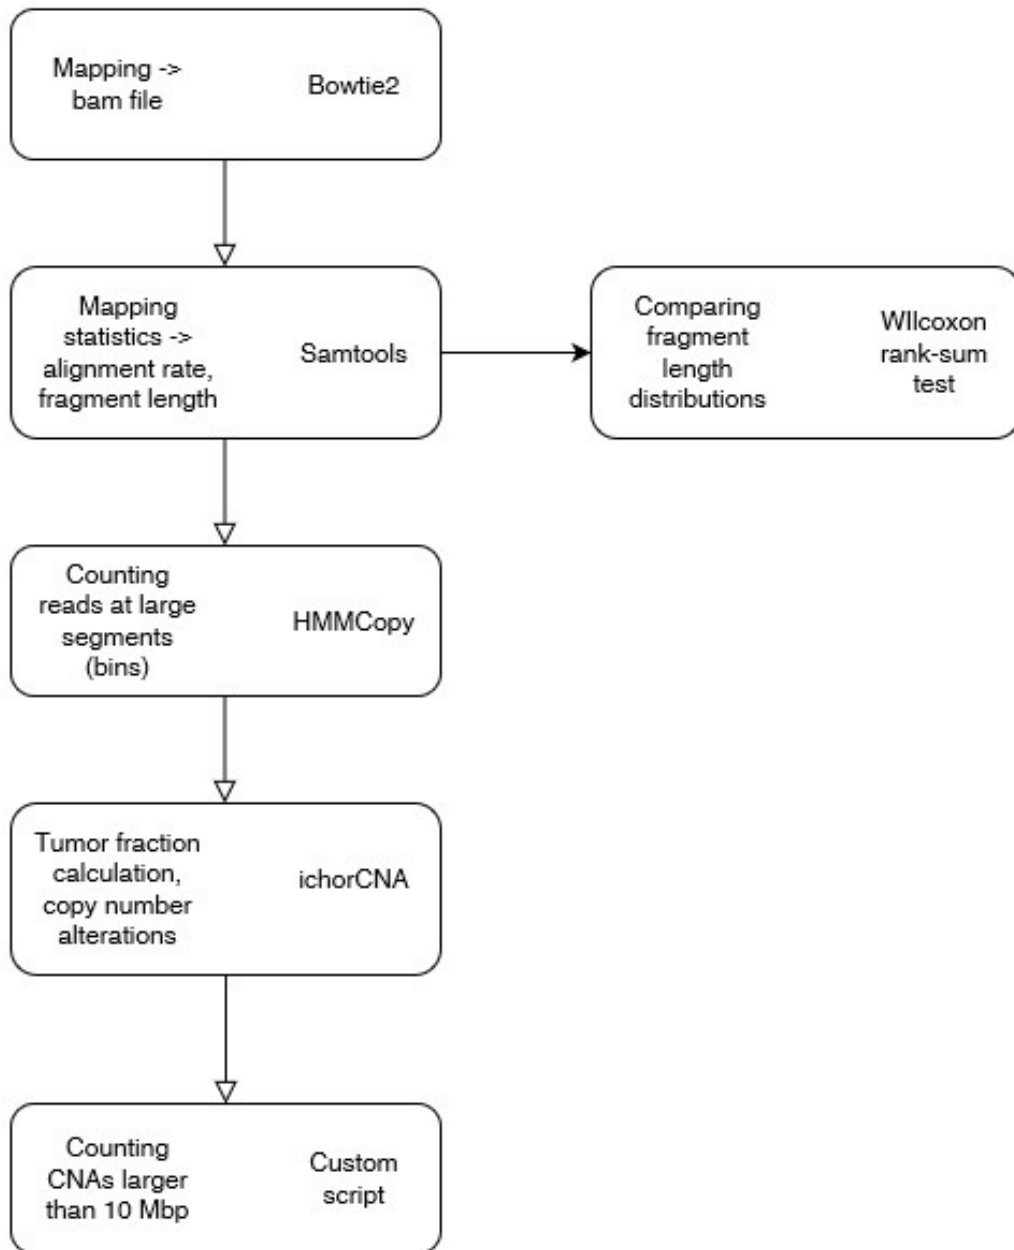 Mapping ->
bam file
Bowtie2
Mapping
statistics ->
alignment rate,
fragment length
Samtools
Comparing
fragment
length
distributions
WIlcoxon
rank-sum
test
Counting
reads at large
segments
(bins)
HMMCopy
Tumor fraction
calculation,
copy number
alterations
ichorCNA
Counting
CNAs larger
than 10 Mbp
Custom
script